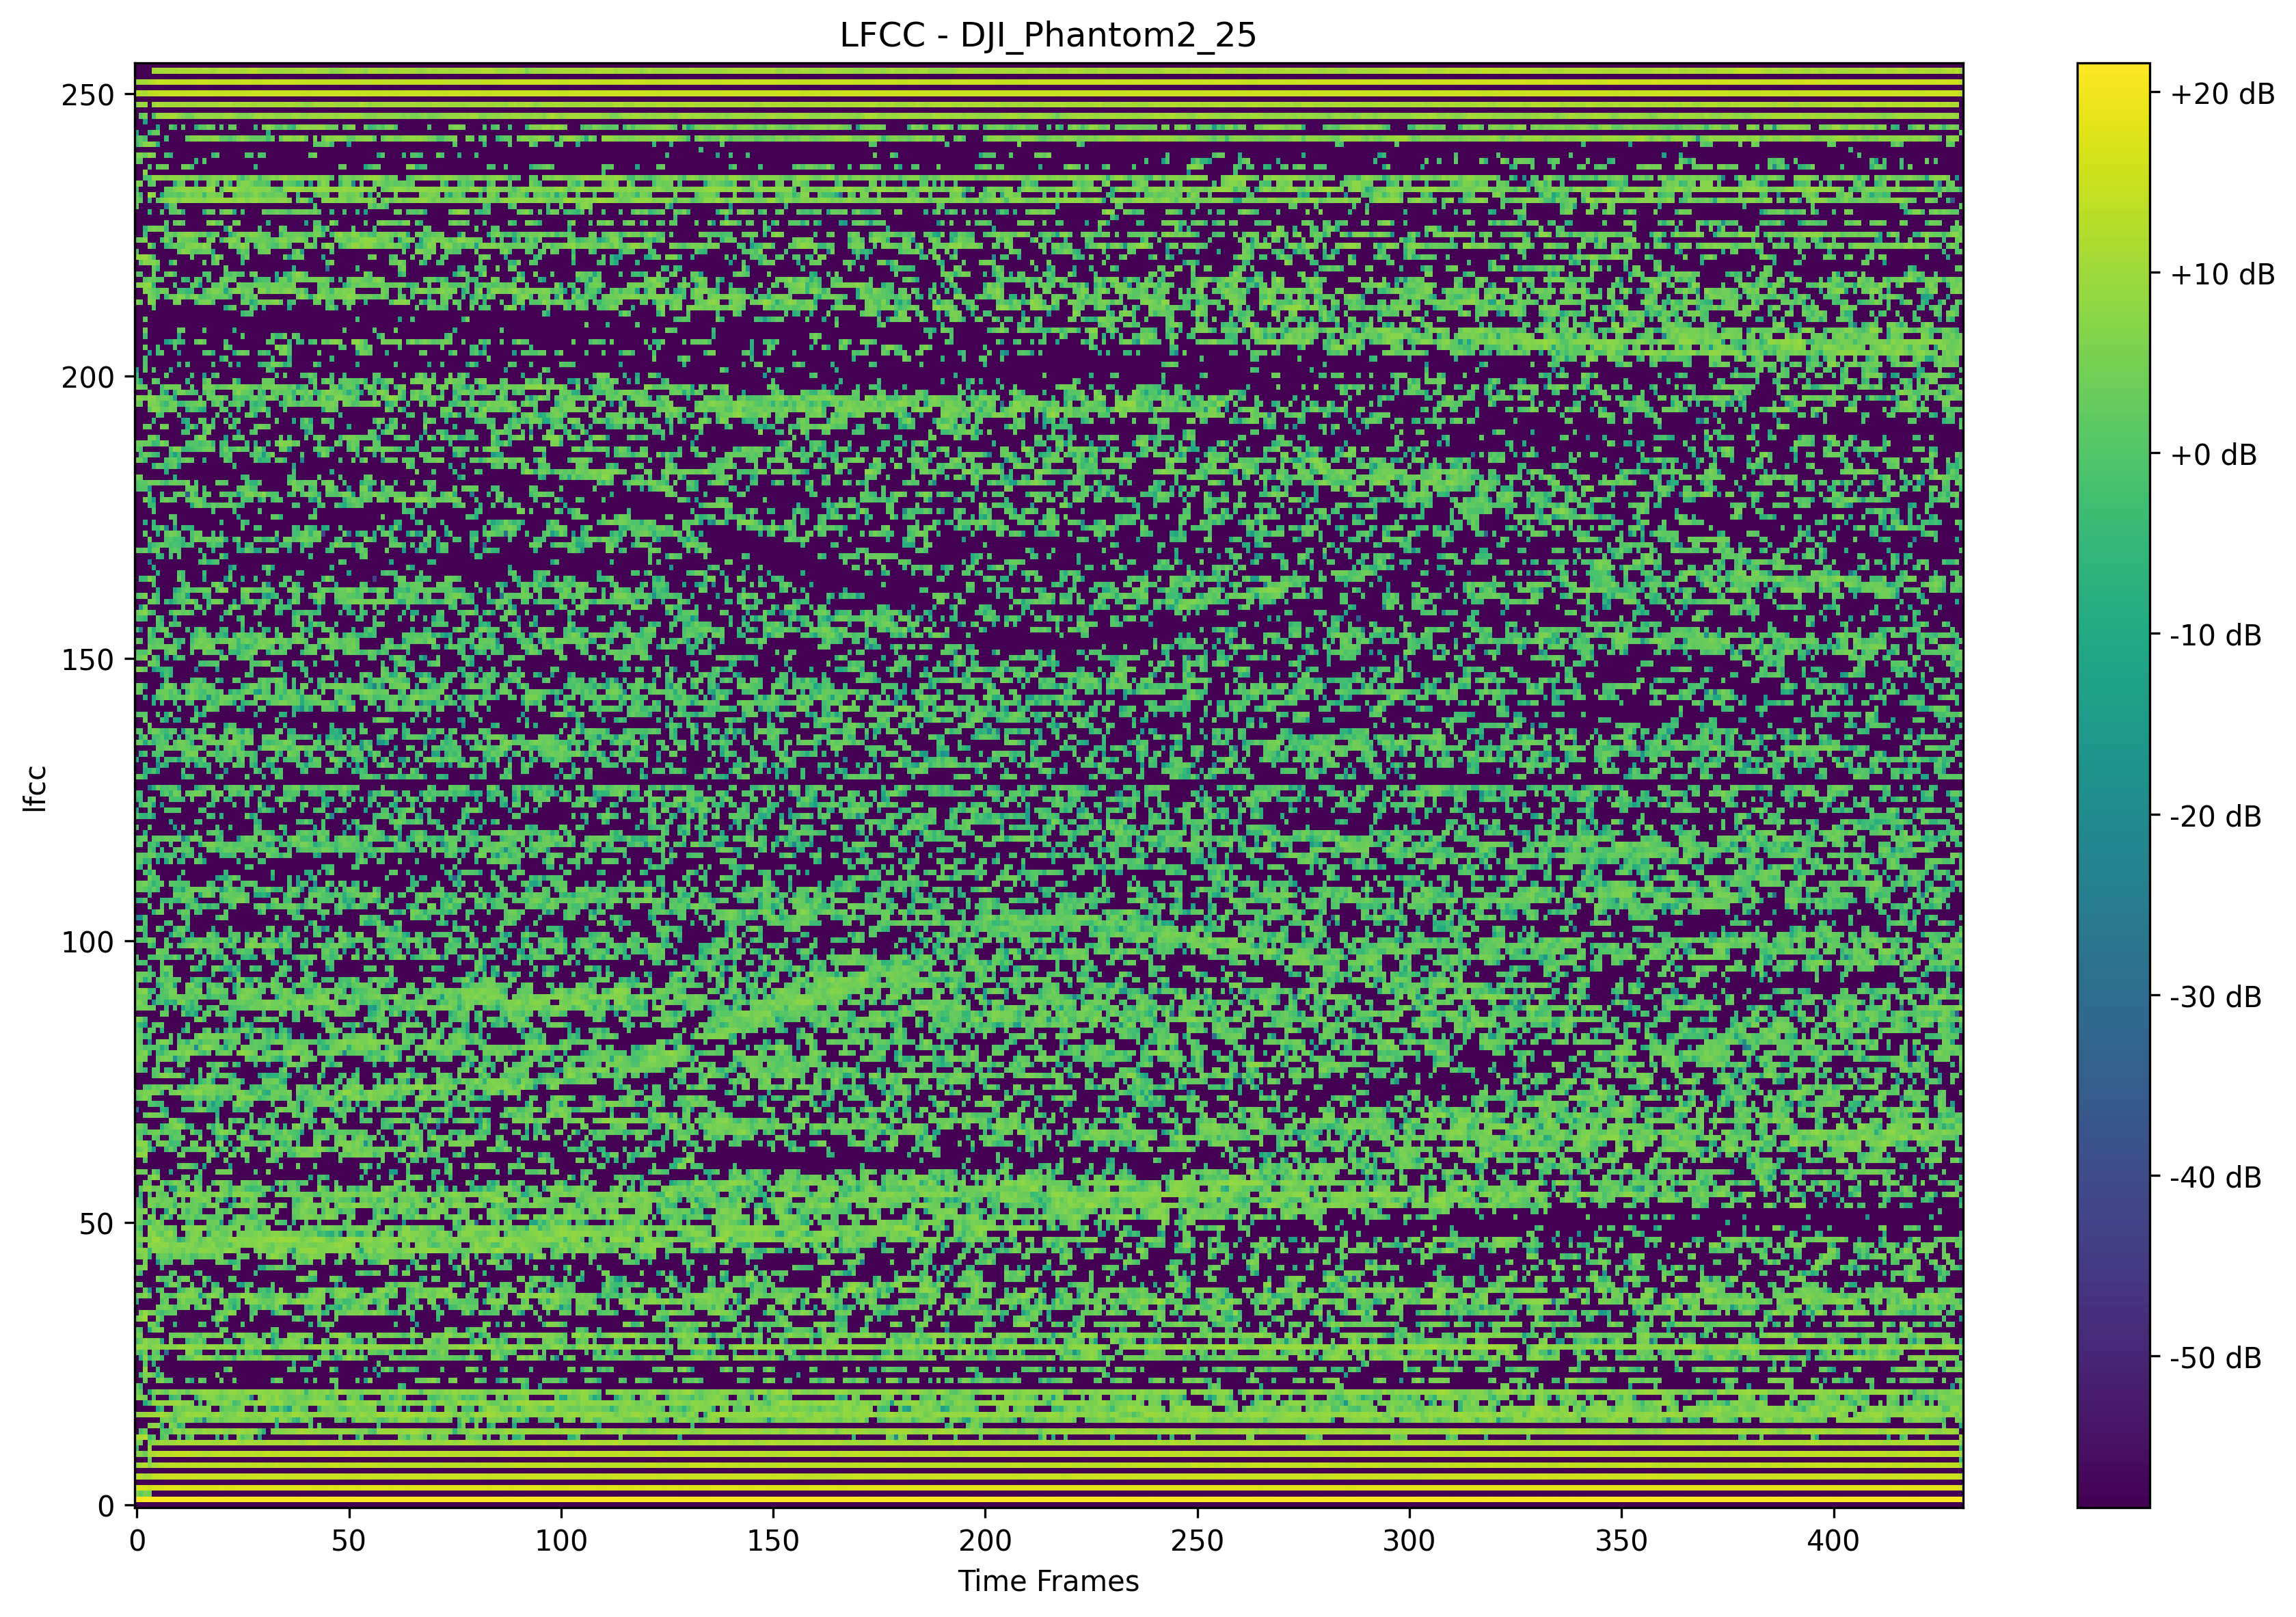 LFCC - DJI_Phantom2_25
250
200
150
100
50
0
lfcc
0 50 100 150 200 250 300 350 400
Time Frames
+20 dB
+10 dB
+0 dB
-10 dB
-20 dB
-30 dB
-40 dB
-50 dB